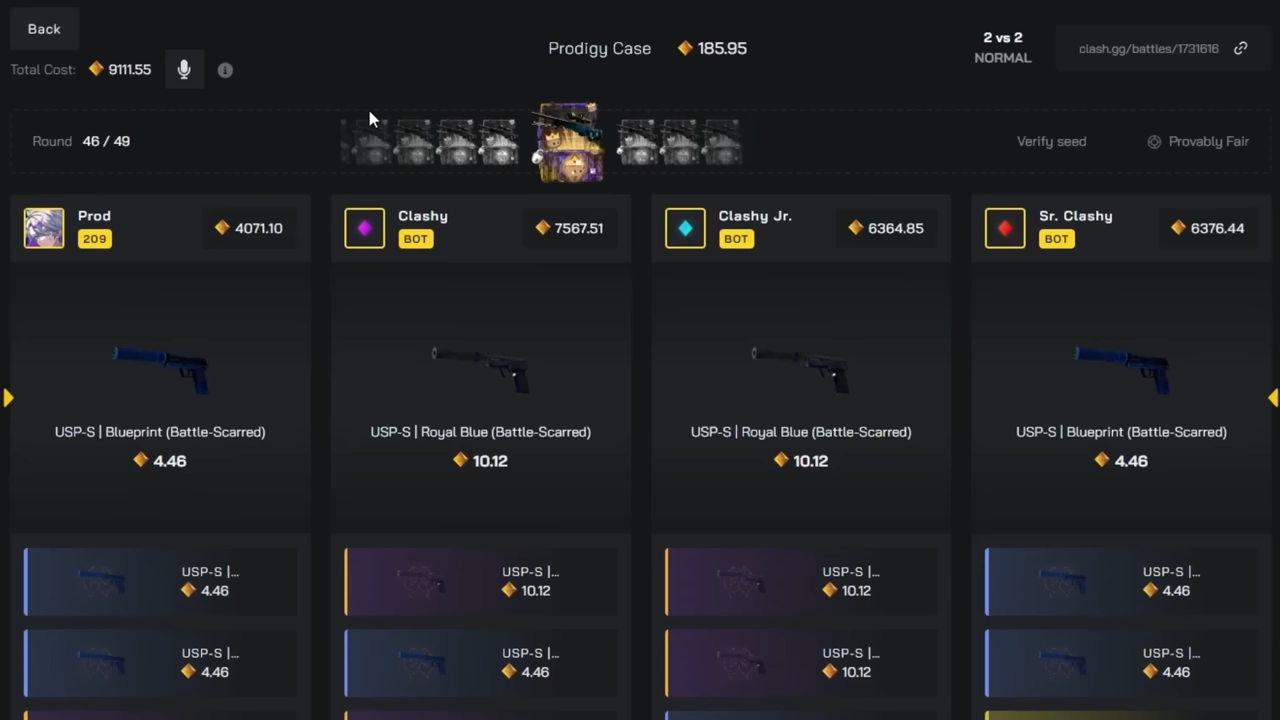 Back
Total Cost: 9111.55
Prodigy Case 185.95
2 vs 2
NORMAL
clash.gg/battles/1731616
Round 46 / 49
Verify seed
Provably Fair
Prod
209
4071.10
Clashy
BOT
7567.51
Clashy Jr.
BOT
6364.85
Sr. Clashy
BOT
6376.44
USP-S | Blueprint (Battle-Scarred)
4.46
USP-S | Royal Blue (Battle-Scarred)
10.12
USP-S | Royal Blue (Battle-Scarred)
10.12
USP-S | Blueprint (Battle-Scarred)
4.46
USP-S |...
4.46
USP-S |...
10.12
USP-S |...
10.12
USP-S |...
4.46
USP-S |...
4.46
USP-S |...
4.46
USP-S |...
10.12
USP-S |...
4.46